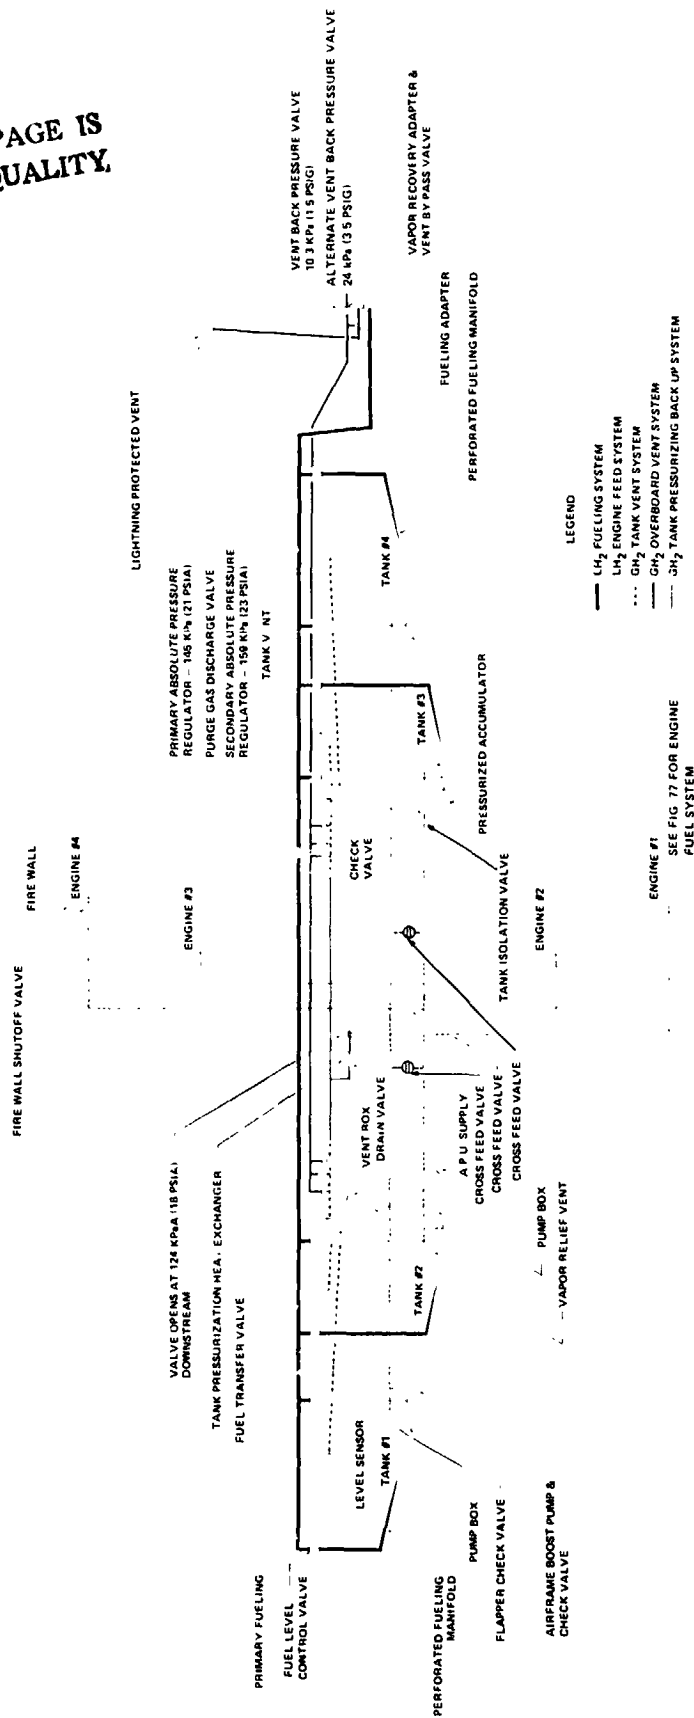 PAGE IS
QUALITY,
FIRE WALL SHUTOFF VALVE
FIRE WALL
ENGINE #4
ENGINE #3
LIGHTNING PROTECTED VENT
VALVE OPENS AT 124 KPaA (18 PSIA)
DOWNSTREAM
TANK PRESSURIZATION HEA. EXCHANGER
FUEL TRANSFER VALVE
PRIMARY ABSOLUTE PRESSURE
REGULATOR – 145 KPa (21 PSIA)
PURGE GAS DISCHARGE VALVE
SECONDARY ABSOLUTE PRESSURE
REGULATOR – 159 KPa (23 PSIA)
TANK V NT
VENT BACK PRESSURE VALVE
10 3 KPa (1 5 PSIG)
ALTERNATE VENT BACK PRESSURE VALVE
24 kPa (3 5 PSIG)
VAPOR RECOVERY ADAPTER &
VENT BY PASS VALVE
FUELING ADAPTER
PERFORATED FUELING MANIFOLD
PRIMARY FUELING
FUEL LEVEL
CONTROL VALVE
LEVEL SENSOR
TANK #1
TANK #2
VENT BOX
DRAIN VALVE
CHECK
VALVE
TANK #3
TANK #4
PERFORATED FUELING
MANIFOLD
PUMP BOX
FLAPPER CHECK VALVE
AIRFRAME BOOST PUMP &
CHECK VALVE
A P U SUPPLY
CROSS FEED VALVE
CROSS FEED VALVE
CROSS FEED VALVE
PUMP BOX
VAPOR RELIEF VENT
TANK ISOLATION VALVE
PRESSURIZED ACCUMULATOR
ENGINE #2
ENGINE #1
SEE FIG 77 FOR ENGINE
FUEL SYSTEM
LEGEND
LH2 FUELING SYSTEM
LH2 ENGINE FEED SYSTEM
GH2 TANK VENT SYSTEM
GH2 OVERBOARD VENT SYSTEM
GH2 TANK PRESSURIZING BACK UP SYSTEM